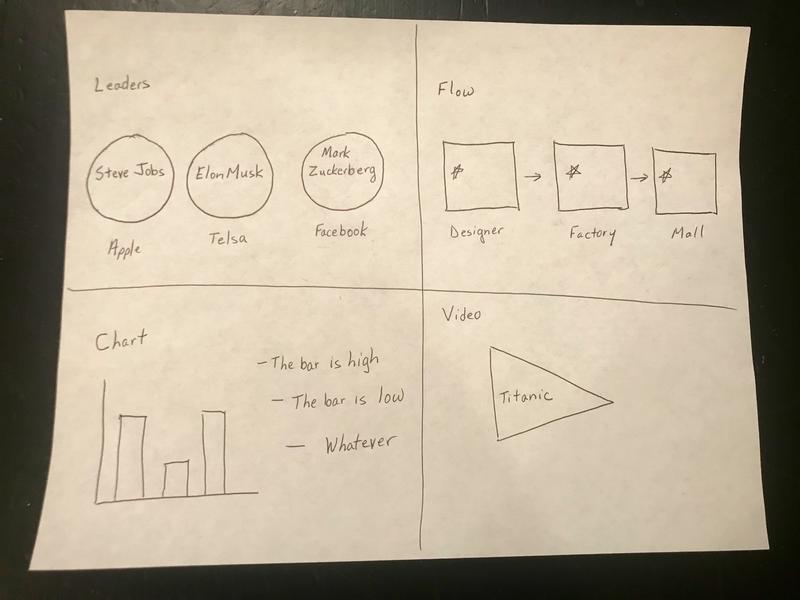 Leaders
Steve Jobs
Elon Musk
Mark
Zuckerberg
Apple
Telsa
Facebook
Flow
Designer
Factory
Mall
Chart
- The bar is high
- The bar is low
- Whatever
Video
Titanic